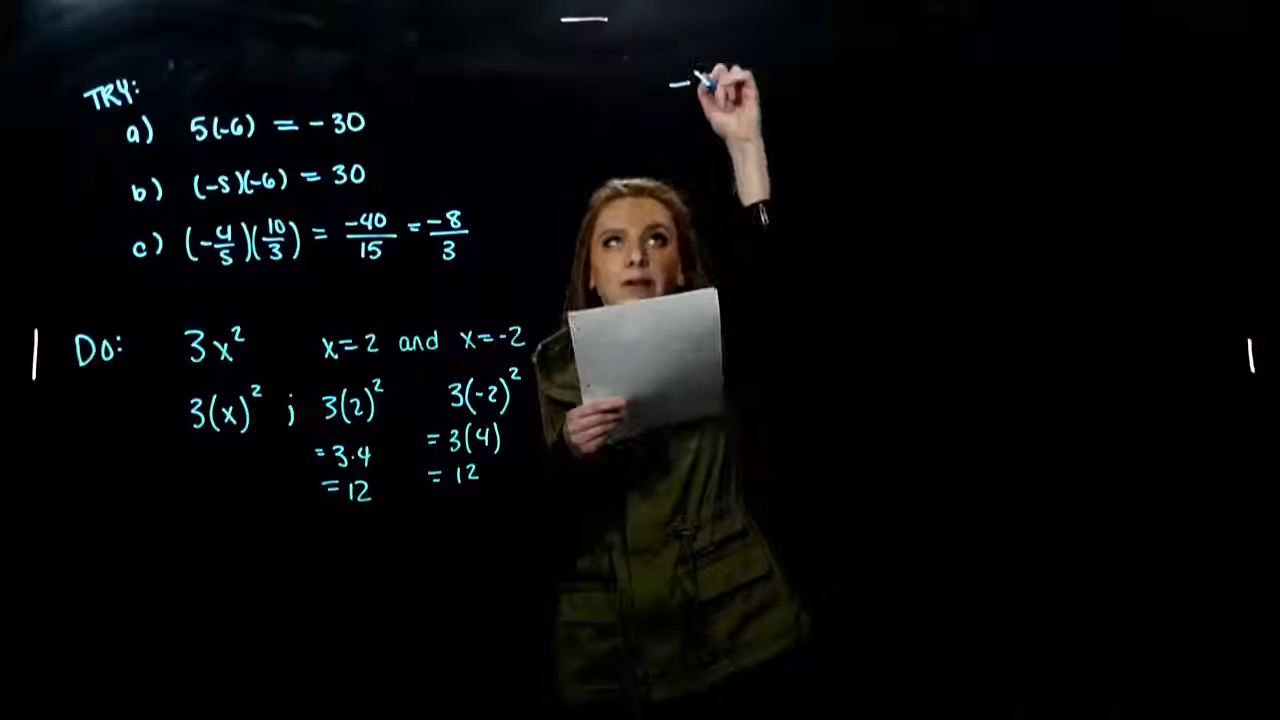 TRY:
a) 5(-6) = -30
b) (-5)(-6) = 30
c) (-4/5)(10/3) = -40/15 = -8/3
Do: 3x² x=2 and x=-2
3(x)² ; 3(2)² 3(-2)²
=3·4 =3(4)
=12 =12
-